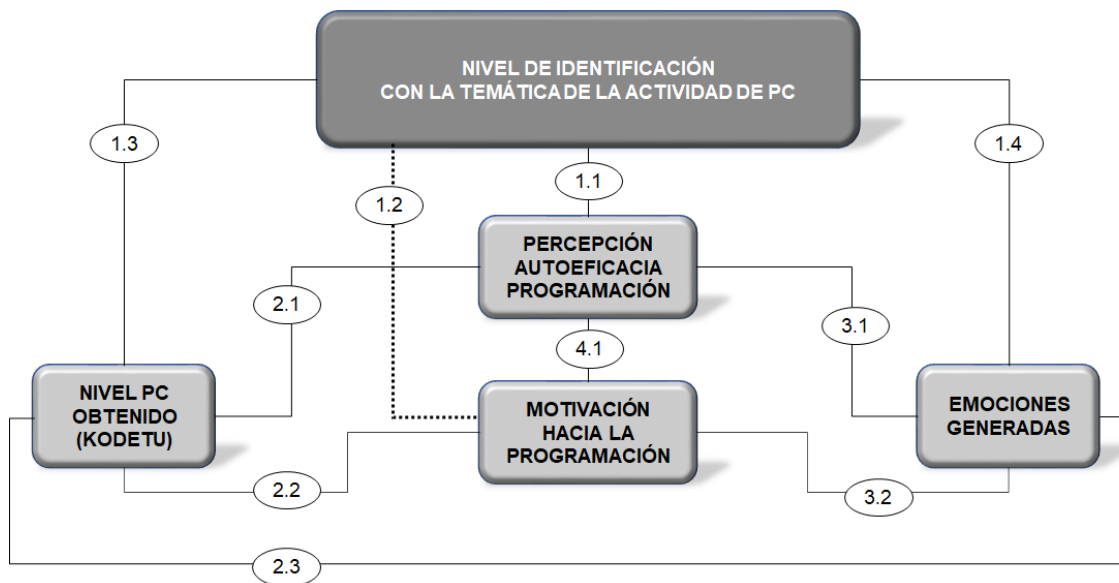 NIVEL DE IDENTIFICACIÓN
CON LA TEMÁTICA DE LA ACTIVIDAD DE PC
1.3
1.4
1.1
1.2
PERCEPCIÓN
AUTOEFICACIA
PROGRAMACIÓN
2.1
3.1
4.1
NIVEL PC
OBTENIDO
(KODETU)
MOTIVACIÓN
HACIA LA
PROGRAMACIÓN
EMOCIONES
GENERADAS
2.2
3.2
2.3